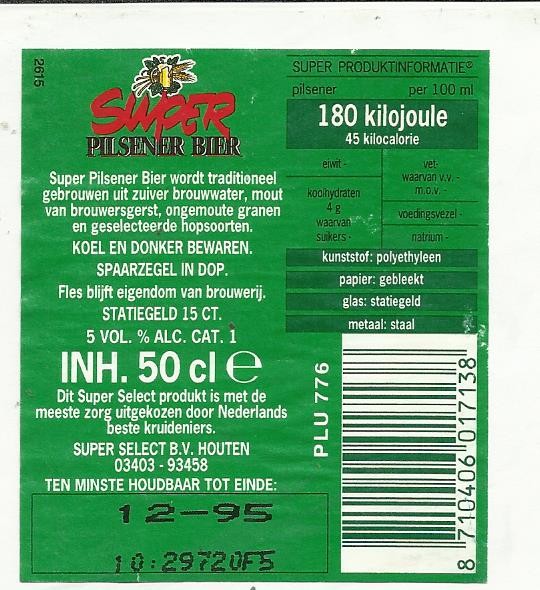 2615
SUPER
PILSENER BIER
Super Pilsener Bier wordt traditioneel
gebrouwen uit zuiver brouwwater, mout
van brouwersgerst, ongemoute granen
en geselecteerde hopsoorten.
KOEL EN DONKER BEWAREN.
SPAARZEGEL IN DOP.
Fles blijft eigendom van brouwerij.
STATIEGELD 15 CT.
5 VOL. % ALC. CAT. 1
INH. 50 cl ℮
Dit Super Select produkt is met de
meeste zorg uitgekozen door Nederlands
beste kruideniers.
SUPER SELECT B.V. HOUTEN
03403 - 93458
TEN MINSTE HOUDBAAR TOT EINDE:
12-95
10:29720F5
SUPER PRODUKTINFORMATIE®
pilsener per 100 ml
180 kilojoule
45 kilocalorie
eiwit -
koolhydraten
4 g
waarvan
suikers -
vet-
waarvan v.v. -
m.o.v. -
voedingsvezel -
natrium -
kunststof: polyethyleen
papier: gebleekt
glas: statiegeld
metaal: staal
PLU 776
8 710406 017138